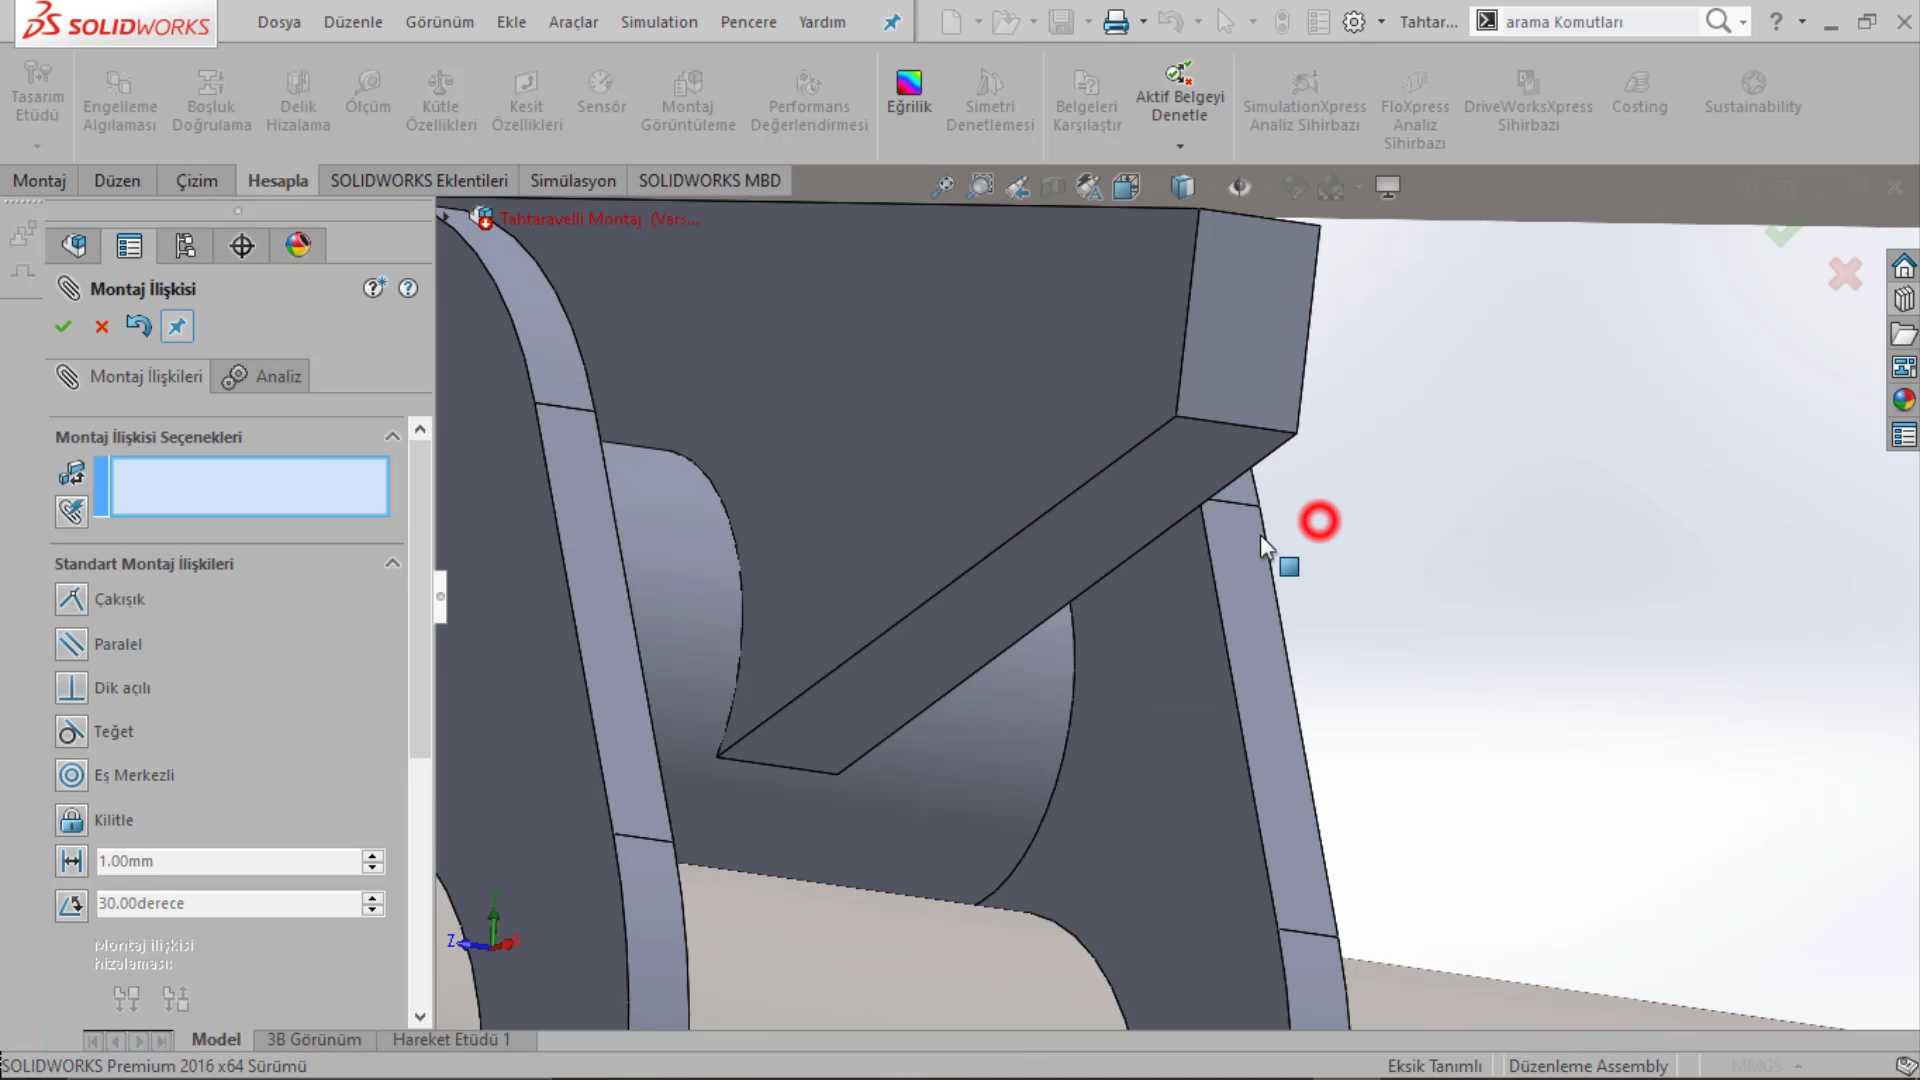 SOLIDWORKS Dosya Düzenle Görünüm Ekle Araçlar Simulation Pencere Yardım Tahtar... arama Komutları ?
Tasarım Etüdü
Engelleme Algılaması
Boşluk Doğrulama
Delik Hizalama
Ölçüm
Kütle Özellikleri
Kesit Özellikleri
Sensör
Montaj Görüntüleme
Performans Değerlendirmesi
Eğrilik
Simetri Denetlemesi
Belgeleri Karşılaştır
Aktif Belgeyi Denetle
SimulationXpress Analiz Sihirbazı
FloXpress Analiz Sihirbazı
DriveWorksXpress Sihirbazı
Costing
Sustainability
Montaj Düzen Çizim Hesapla SOLIDWORKS Eklentileri Simülasyon SOLIDWORKS MBD
Tahtaravelli Montaj (Vars...
Montaj İlişkisi
Montaj İlişkileri Analiz
Montaj İlişkisi Seçenekleri
Standart Montaj İlişkileri
Çakışık
Paralel
Dik açılı
Teğet
Eş Merkezli
Kilitle
1.00mm
30.00derece
Montaj ilişkisi
hizalaması:
Y
Z X
Model 3B Görünüm Hareket Etüdü 1
SOLIDWORKS Premium 2016 x64 Sürümü Eksik Tanımlı Düzenleme Assembly MMGS